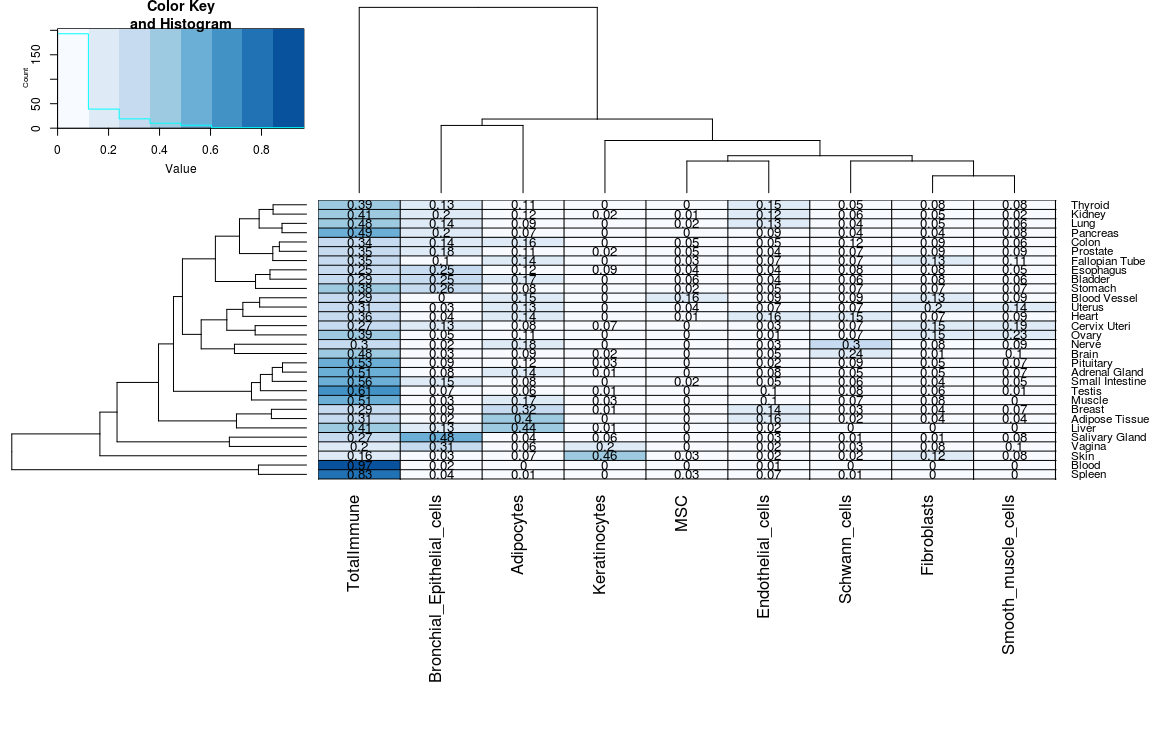 Color Key
and Histogram
Count
0 50 150
0 0.2 0.4 0.6 0.8
Value
0.39 0.13 0.11 0 0 0.15 0.05 0.08 0.08 Thyroid
0.41 0.2 0.12 0.02 0.01 0.12 0.06 0.05 0.02 Kidney
0.48 0.14 0.09 0 0.02 0.13 0.04 0.04 0.06 Lung
0.49 0.2 0.07 0 0 0.09 0.04 0.04 0.08 Pancreas
0.34 0.14 0.16 0 0.05 0.05 0.12 0.09 0.06 Colon
0.35 0.18 0.11 0.02 0.05 0.04 0.07 0.09 0.09 Prostate
0.35 0.1 0.14 0 0.03 0.07 0.07 0.13 0.11 Fallopian Tube
0.25 0.25 0.12 0.09 0.04 0.04 0.08 0.08 0.05 Esophagus
0.29 0.25 0.17 0 0.06 0.04 0.06 0.08 0.06 Bladder
0.38 0.26 0.08 0 0.02 0.05 0.07 0.07 0.07 Stomach
0.29 0 0.15 0 0.16 0.09 0.09 0.13 0.09 Blood Vessel
0.31 0.03 0.13 0 0.04 0.07 0.07 0.2 0.14 Uterus
0.36 0.04 0.14 0 0.01 0.16 0.15 0.07 0.09 Heart
0.27 0.13 0.08 0.07 0 0.03 0.07 0.15 0.19 Cervix Uteri
0.39 0.05 0.11 0 0 0.01 0.07 0.15 0.23 Ovary
0.3 0.02 0.18 0 0 0.03 0.3 0.08 0.09 Nerve
0.48 0.03 0.09 0.02 0 0.05 0.24 0.01 0.1 Brain
0.53 0.05 0.12 0.03 0 0.02 0.09 0.05 0.07 Pituitary
0.51 0.08 0.14 0.01 0 0.08 0.05 0.05 0.07 Adrenal Gland
0.56 0.15 0.08 0 0.02 0.05 0.06 0.04 0.05 Small Intestine
0.61 0.07 0.06 0.01 0 0.1 0.08 0.06 0.01 Testis
0.51 0.03 0.17 0.03 0 0.1 0.07 0.08 0 Muscle
0.29 0.09 0.32 0.01 0 0.14 0.03 0.04 0.07 Breast
0.31 0.02 0.4 0 0 0.16 0.02 0.04 0.04 Adipose Tissue
0.41 0.13 0.44 0.01 0 0.02 0 0 0 Liver
0.27 0.48 0.04 0.06 0 0.03 0.01 0.01 0.08 Salivary Gland
0.2 0.31 0.06 0.2 0 0.02 0.03 0.08 0.1 Vagina
0.16 0.03 0.07 0.46 0.03 0.02 0.02 0.12 0.08 Skin
0.97 0.02 0 0 0 0.01 0 0 0 Blood
0.83 0.04 0.01 0 0.03 0.07 0.01 0 0 Spleen
TotalImmune
Bronchial_Epithelial_cells
Adipocytes
Keratinocytes
MSC
Endothelial_cells
Schwann_cells
Fibroblasts
Smooth_muscle_cells